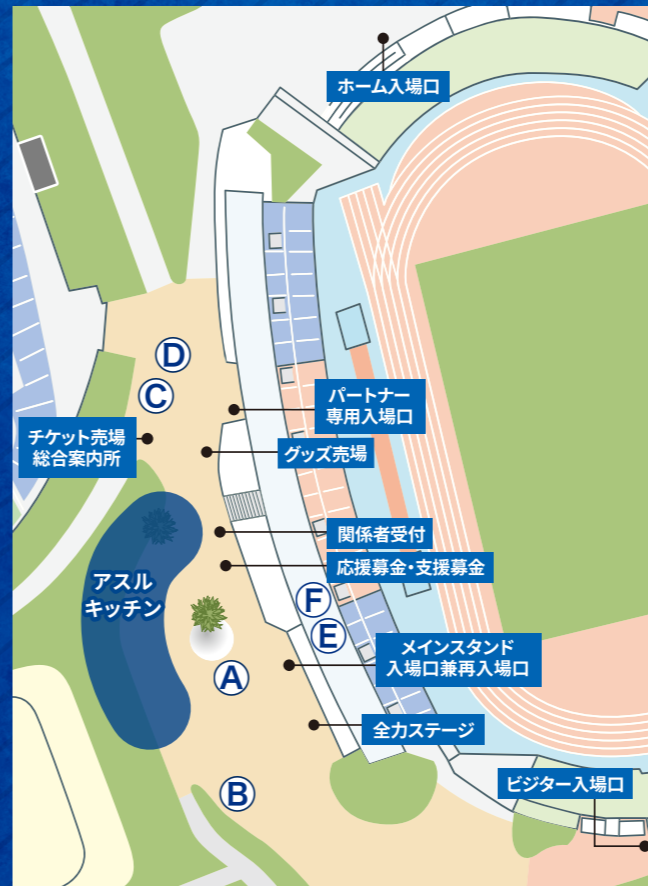 ホーム入場口
D
C
パートナー
専用入場口
チケット売場
総合案内所
グッズ売場
関係者受付
応援募金・支援募金
アスル
キッチン
F
E
メインスタンド
入場口兼再入場口
A
全力ステージ
B
ビジター入場口